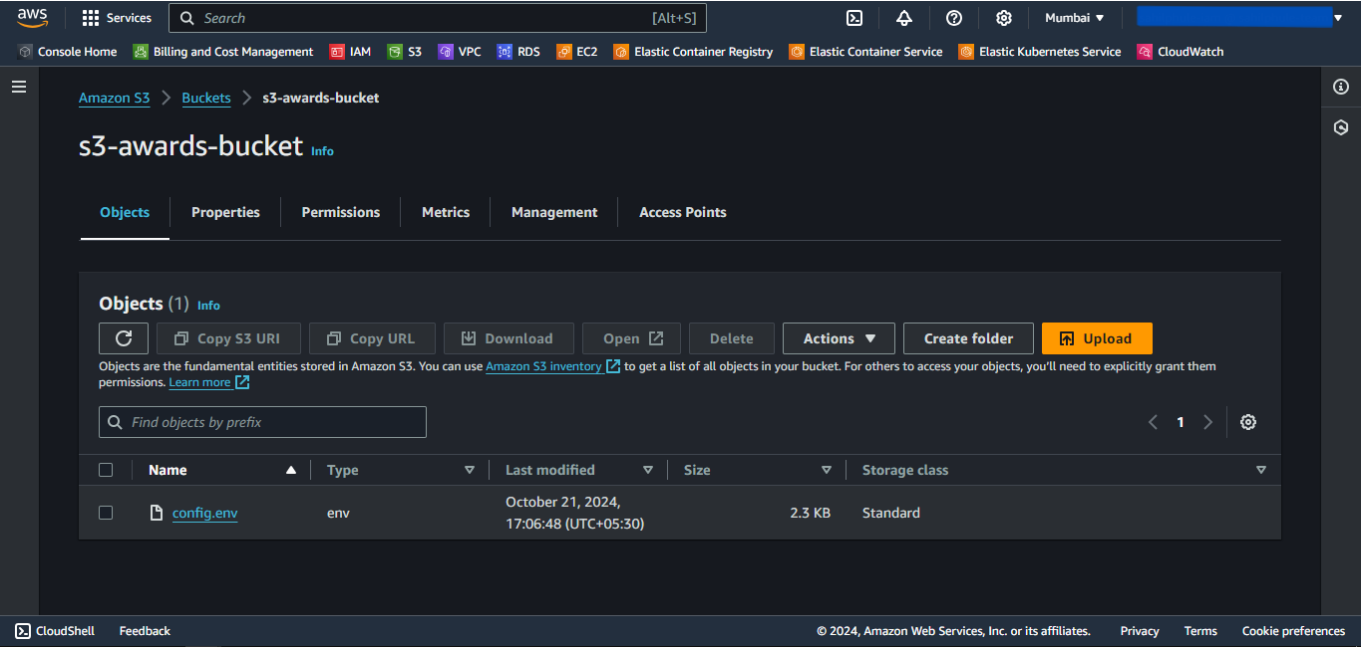 aws Services Search [Alt+S] Mumbai ▼
Console Home Billing and Cost Management IAM S3 VPC RDS EC2 Elastic Container Registry Elastic Container Service Elastic Kubernetes Service CloudWatch
Amazon S3 > Buckets > s3-awards-bucket
s3-awards-bucket Info
Objects Properties Permissions Metrics Management Access Points
Objects (1) Info
Copy S3 URI Copy URL Download Open Delete Actions ▼ Create folder Upload
Objects are the fundamental entities stored in Amazon S3. You can use Amazon S3 inventory to get a list of all objects in your bucket. For others to access your objects, you'll need to explicitly grant them
permissions. Learn more
Find objects by prefix < 1 >
Name Type Last modified Size Storage class
config.env env October 21, 2024, 2.3 KB Standard
17:06:48 (UTC+05:30)
CloudShell Feedback © 2024, Amazon Web Services, Inc. or its affiliates. Privacy Terms Cookie preferences